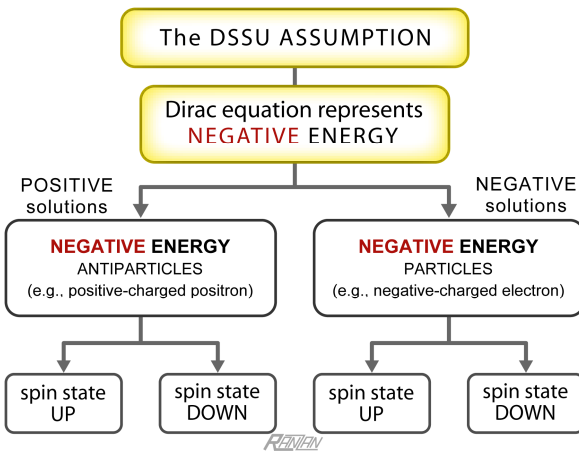 The DSSU ASSUMPTION
Dirac equation represents
NEGATIVE ENERGY
POSITIVE
solutions
NEGATIVE
solutions
NEGATIVE ENERGY
ANTIPARTICLES
(e.g., positive-charged positron)
NEGATIVE ENERGY
PARTICLES
(e.g., negative-charged electron)
spin state
UP
spin state
DOWN
spin state
UP
spin state
DOWN
RANZAN